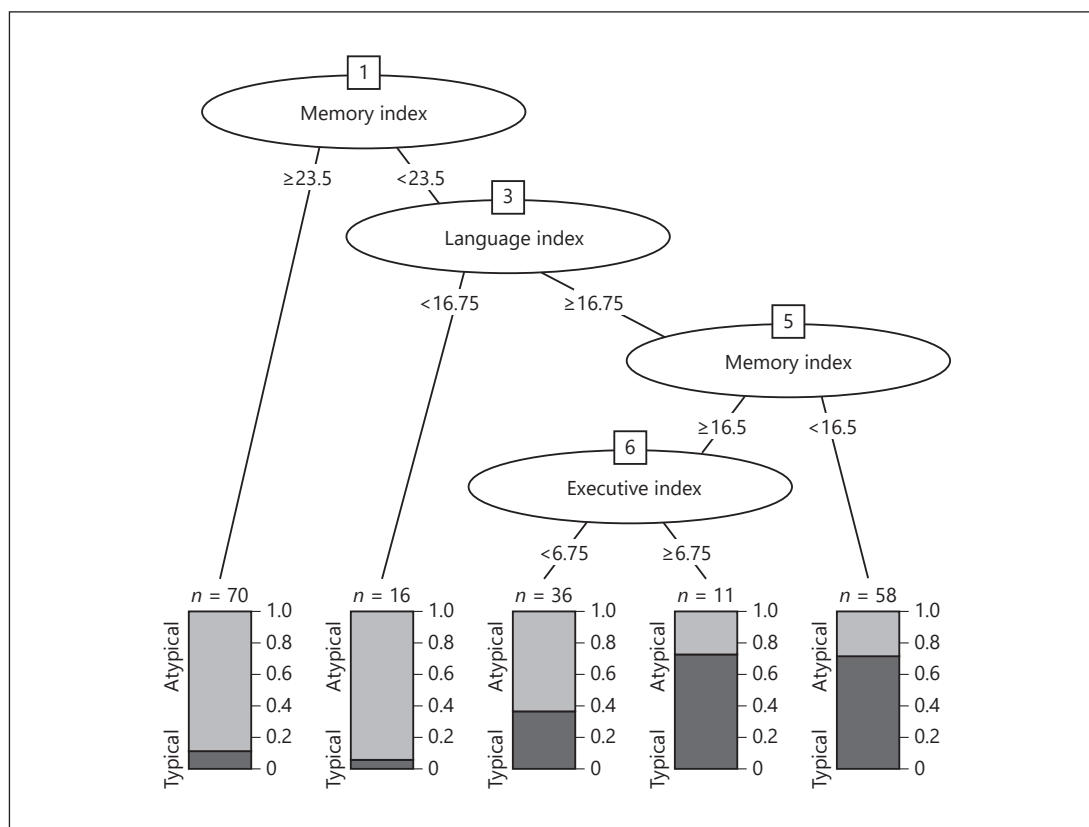 1
Memory index
≥23.5
<23.5
3
Language index
<16.75
≥16.75
5
Memory index
≥16.5
<16.5
6
Executive index
<6.75
≥6.75
n = 70
Atypical
Typical
1.0
0.8
0.6
0.4
0.2
0
n = 16
Atypical
Typical
1.0
0.8
0.6
0.4
0.2
0
n = 36
Atypical
Typical
1.0
0.8
0.6
0.4
0.2
0
n = 11
Atypical
Typical
1.0
0.8
0.6
0.4
0.2
0
n = 58
Atypical
Typical
1.0
0.8
0.6
0.4
0.2
0